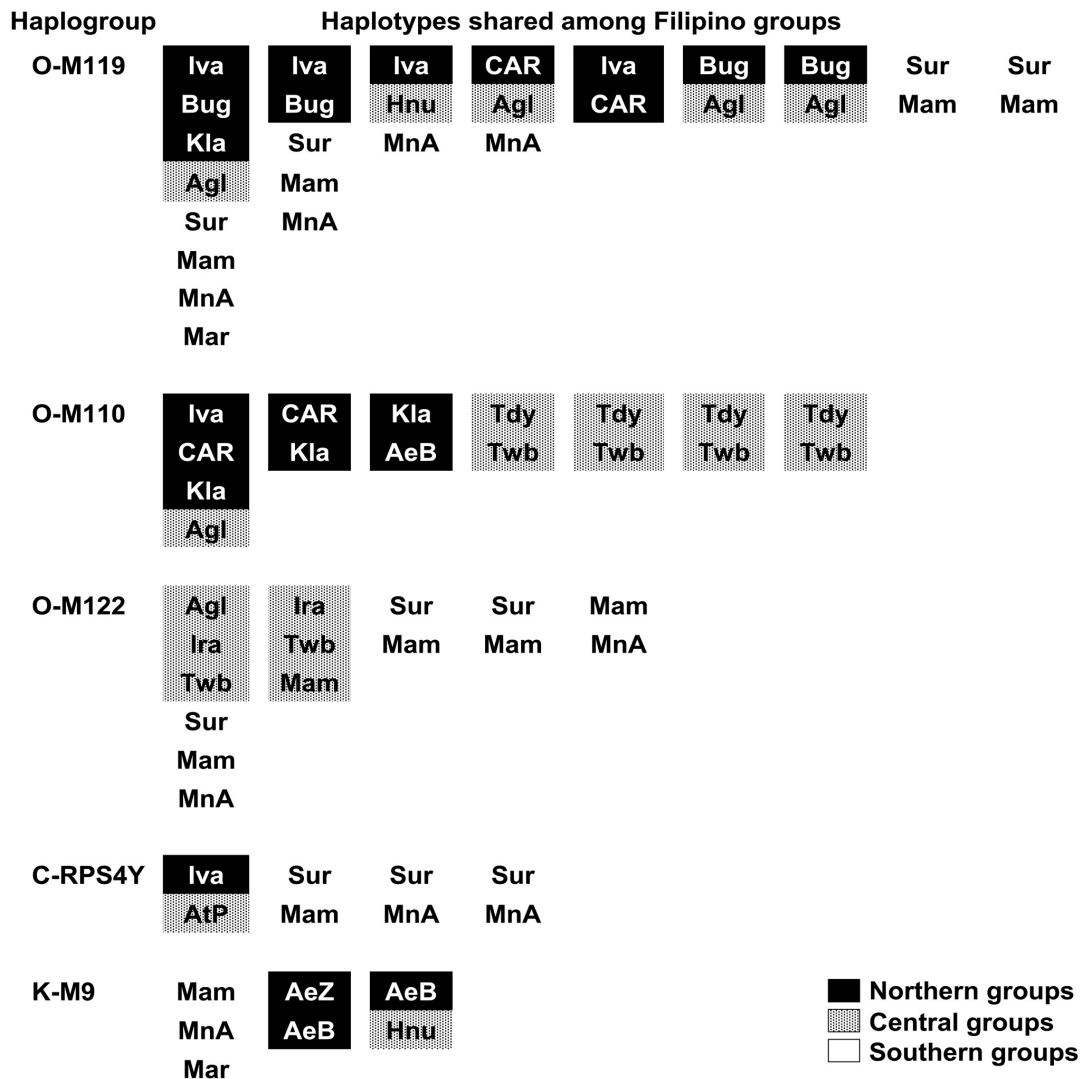 Haplogroup Haplotypes shared among Filipino groups
O-M119 Iva Iva Iva CAR Iva Bug Bug Sur Sur
Bug Bug Hnu Agl CAR Agl Agl Mam Mam
Kla Sur MnA MnA
Agl Mam
Sur MnA
Mam
MnA
Mar
O-M110 Iva CAR Kla Tdy Tdy Tdy Tdy
CAR Kla AeB Twb Twb Twb Twb
Kla
Agl
O-M122 Agl Ira Sur Sur Mam
Ira Twb Mam Mam MnA
Twb Mam
Sur
Mam
MnA
C-RPS4Y Iva Sur Sur Sur
AtP Mam MnA MnA
K-M9 Mam AeZ AeB
MnA AeB Hnu
Mar
Northern groups
Central groups
Southern groups